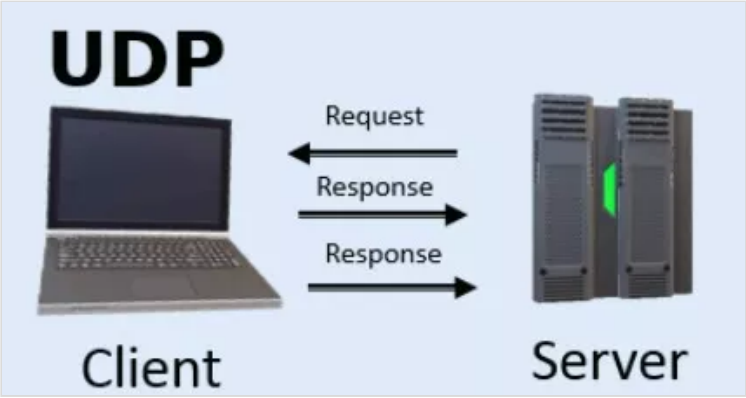 UDP
Request
Response
Response
Client
Server